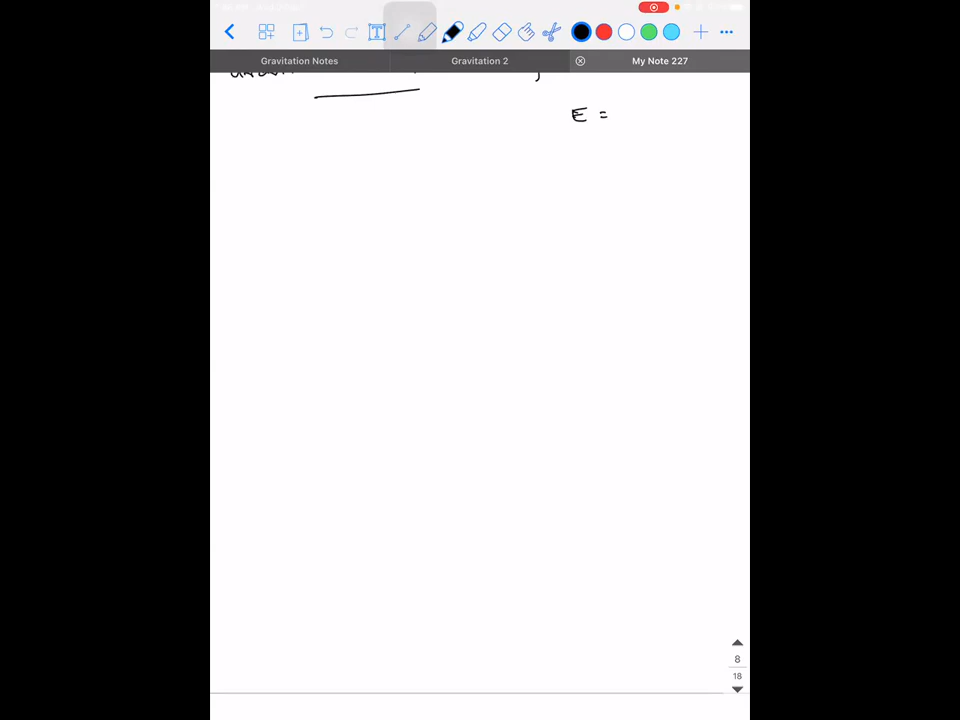 Gravitation Notes
Gravitation 2
My Note 227
E =
8
18